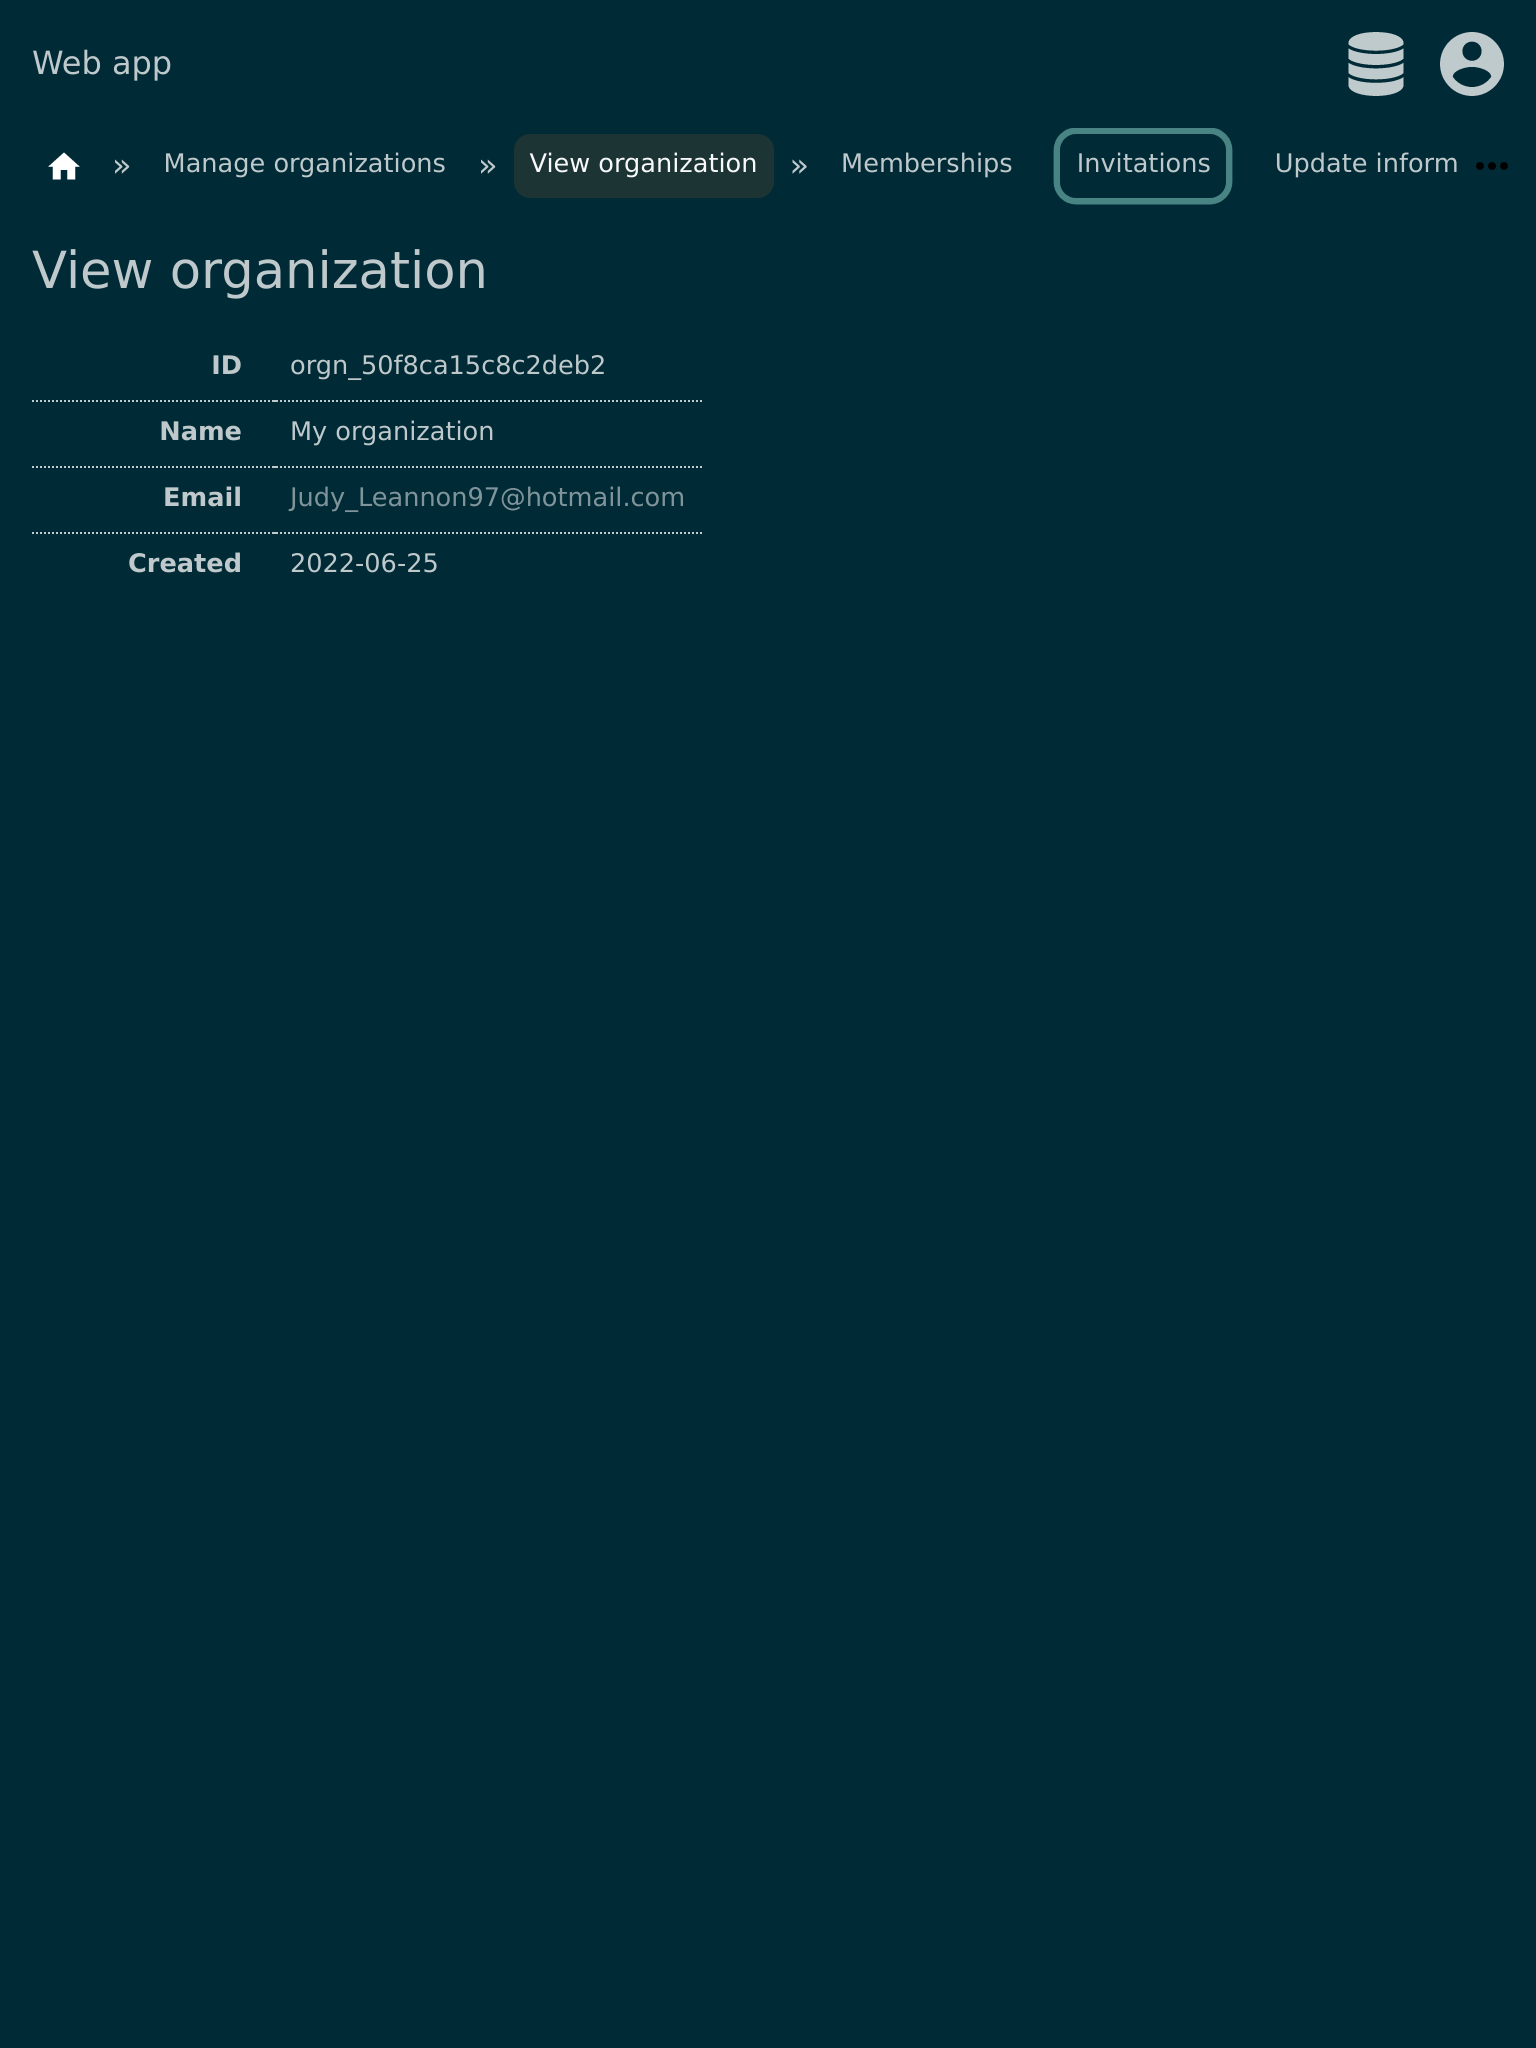 Web app
» Manage organizations » View organization » Memberships Invitations Update inform •••
View organization
ID orgn_50f8ca15c8c2deb2
Name My organization
Email Judy_Leannon97@hotmail.com
Created 2022-06-25